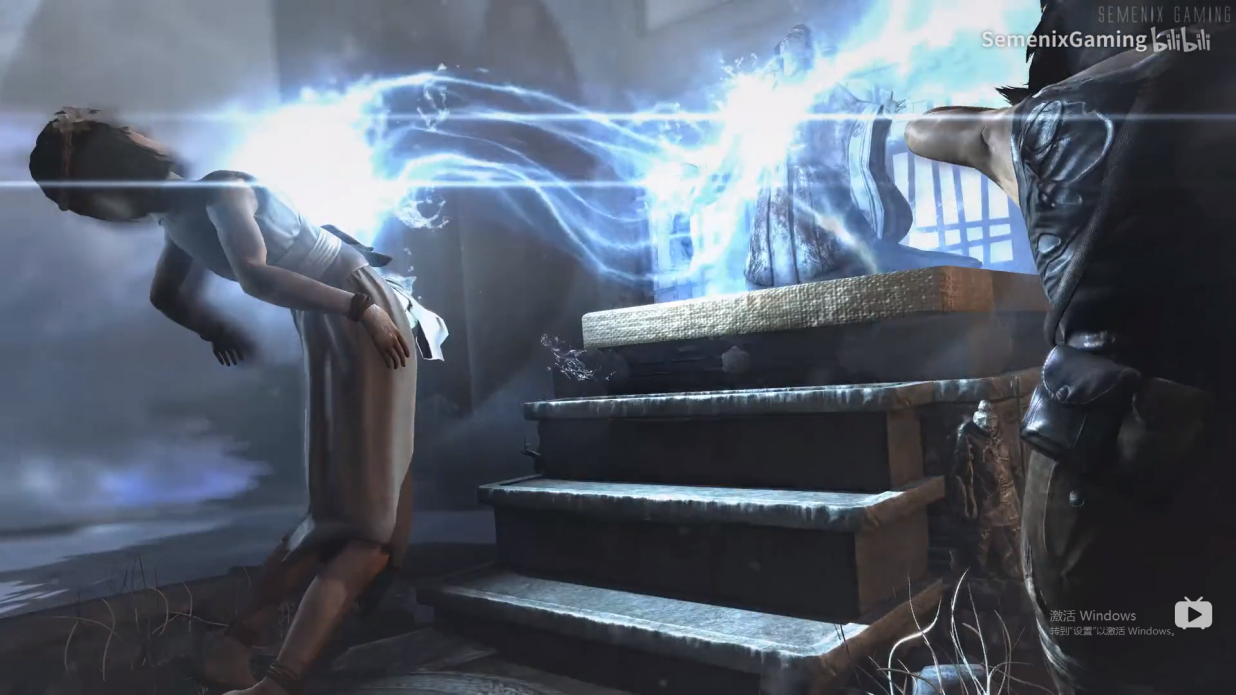 SEMENIX GAMING
SemenixGaming bilibili
激活 Windows
转到"设置"以激活 Windows。